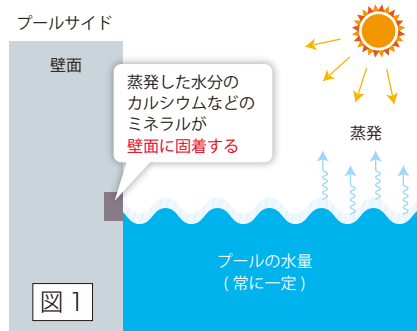 プールサイド
壁面
蒸発した水分の
カルシウムなどの
ミネラルが
壁面に固着する
蒸発
プールの水量
(常に一定)
図1